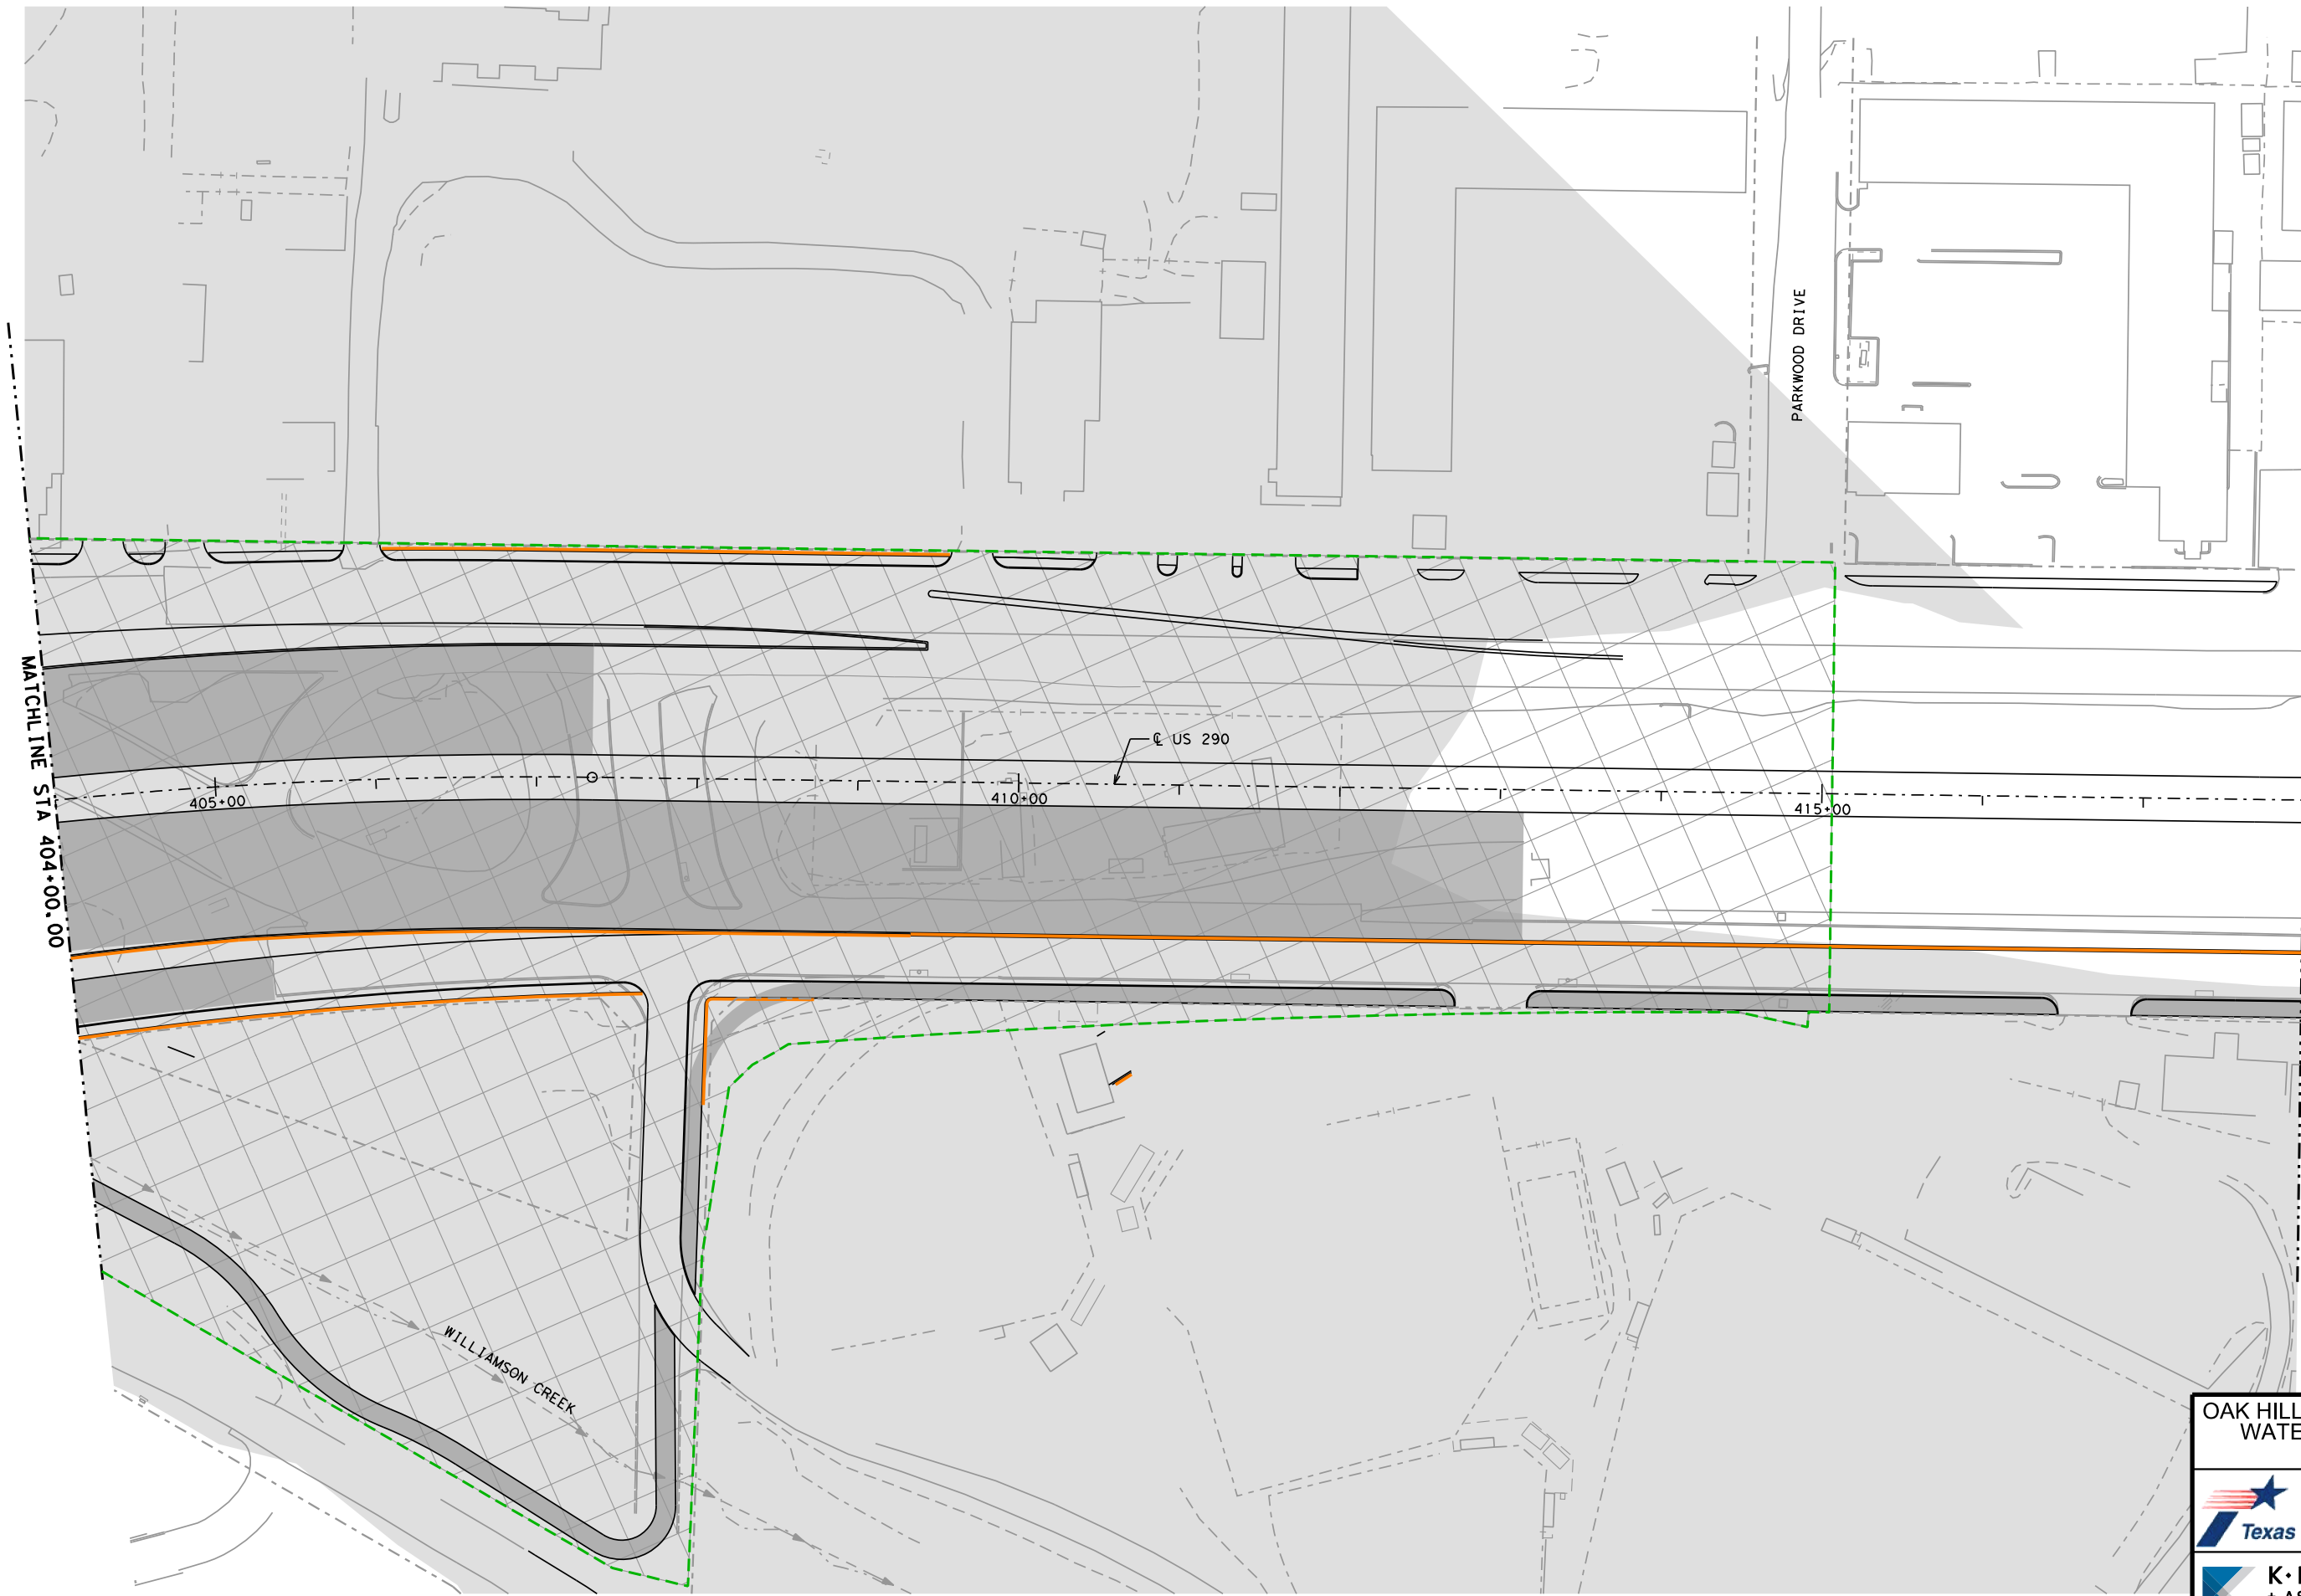 PARKWOOD DRIVE
MATCHLINE STA 404+00.00
℄ US 290
405+00
410+00
415+00
WILLIAMSON CREEK
OAK HILL
WATE
Texas
K